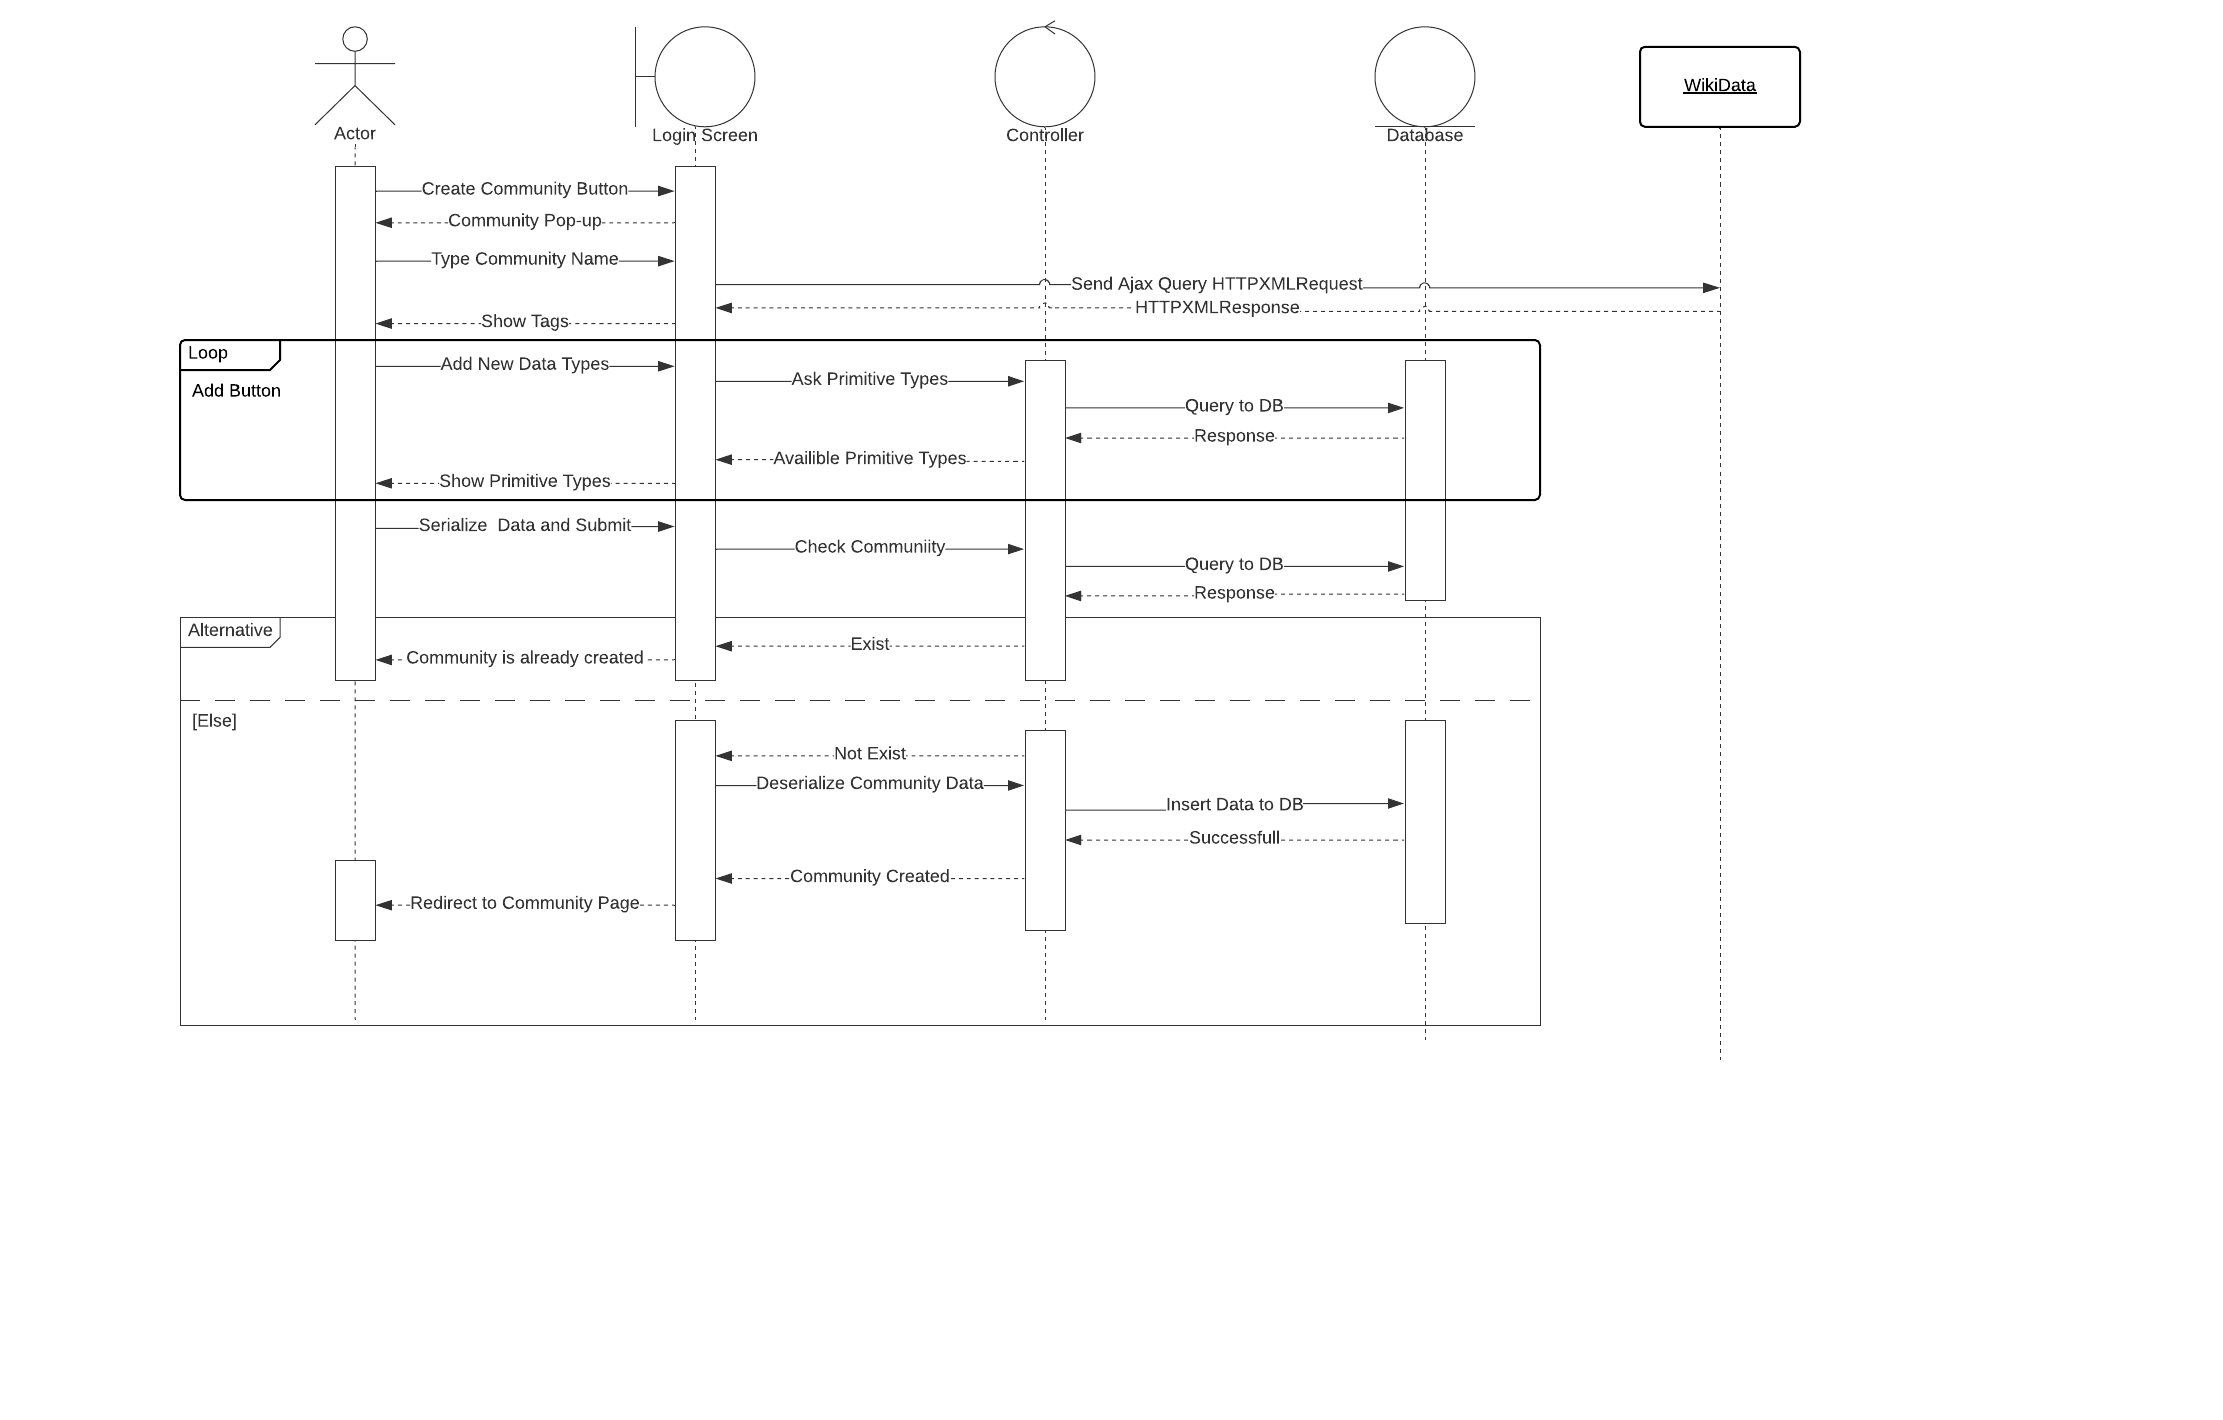 Actor
Login Screen
Controller
Database
WikiData
Create Community Button
Community Pop-up
Type Community Name
Send Ajax Query HTTPXMLRequest
HTTPXMLResponse
Show Tags
Loop
Add Button
Add New Data Types
Ask Primitive Types
Query to DB
Response
Availible Primitive Types
Show Primitive Types
Serialize  Data and Submit
Check Communiity
Query to DB
Response
Alternative
Exist
Community is already created
[Else]
Not Exist
Deserialize Community Data
Insert Data to DB
Successfull
Community Created
Redirect to Community Page